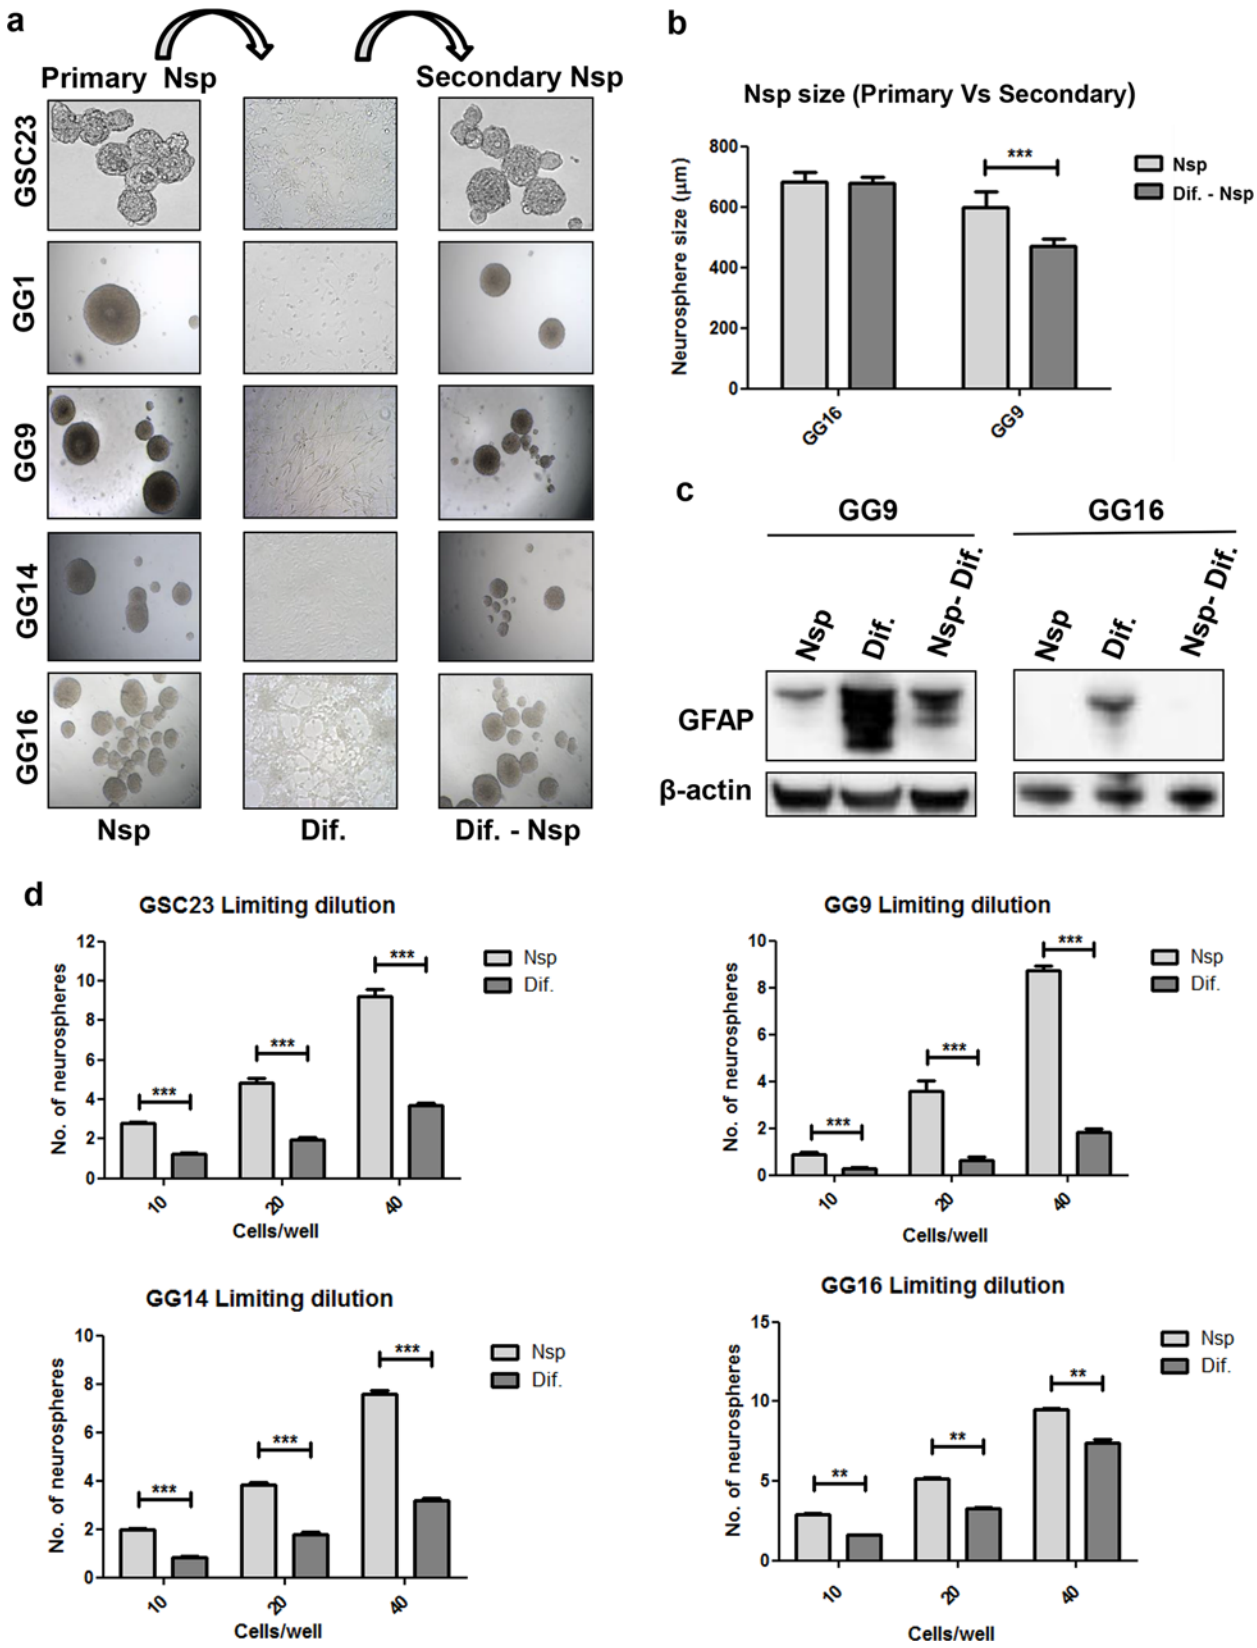 a
Primary Nsp
Secondary Nsp
GSC23
GG1
GG9
GG14
GG16
Nsp
Dif.
Dif. - Nsp
b
Nsp size (Primary Vs Secondary)
Neurosphere size (μm)
800
600
400
200
0
***
GG16
GG9
Nsp
Dif. - Nsp
c
GG9
GG16
Nsp
Dif.
Nsp- Dif.
Nsp
Dif.
Nsp- Dif.
GFAP
β-actin
d
GSC23 Limiting dilution
No. of neurospheres
12
10
8
6
4
2
0
***
***
***
10
20
40
Cells/well
Nsp
Dif.
GG9 Limiting dilution
No. of neurospheres
10
8
6
4
2
0
***
***
***
10
20
40
Cells/well
Nsp
Dif.
GG14 Limiting dilution
No. of neurospheres
10
8
6
4
2
0
***
***
***
10
20
40
Cells/well
Nsp
Dif.
GG16 Limiting dilution
No. of neurospheres
15
10
5
0
**
**
**
10
20
40
Cells/well
Nsp
Dif.